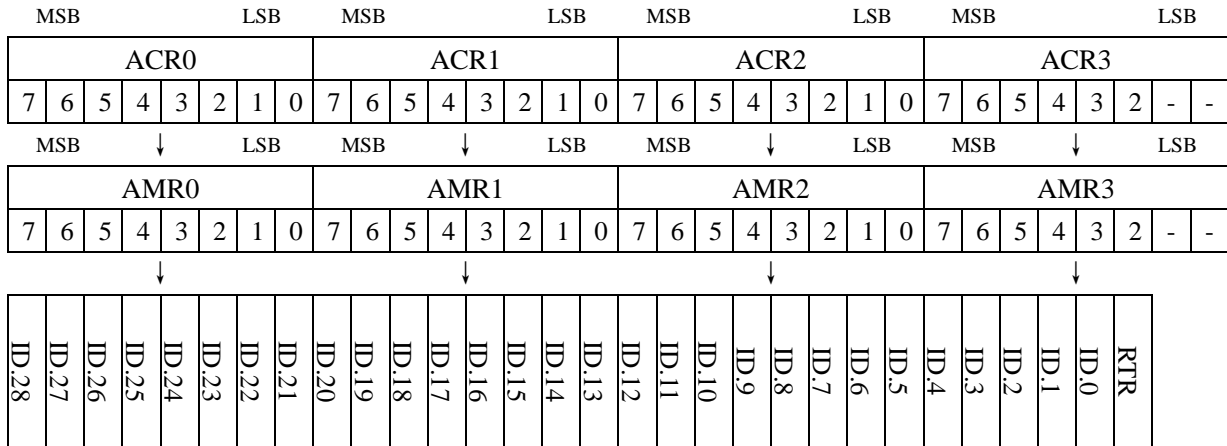 MSB LSB MSB LSB MSB LSB MSB LSB
ACR0 ACR1 ACR2 ACR3
7 6 5 4 3 2 1 0 7 6 5 4 3 2 1 0 7 6 5 4 3 2 1 0 7 6 5 4 3 2 - -
MSB LSB MSB LSB MSB LSB MSB LSB
AMR0 AMR1 AMR2 AMR3
7 6 5 4 3 2 1 0 7 6 5 4 3 2 1 0 7 6 5 4 3 2 1 0 7 6 5 4 3 2 - -
ID.28 ID.27 ID.26 ID.25 ID.24 ID.23 ID.22 ID.21 ID.20 ID.19 ID.18 ID.17 ID.16 ID.15 ID.14 ID.13 ID.12 ID.11 ID.10 ID.9 ID.8 ID.7 ID.6 ID.5 ID.4 ID.3 ID.2 ID.1 ID.0 RTR